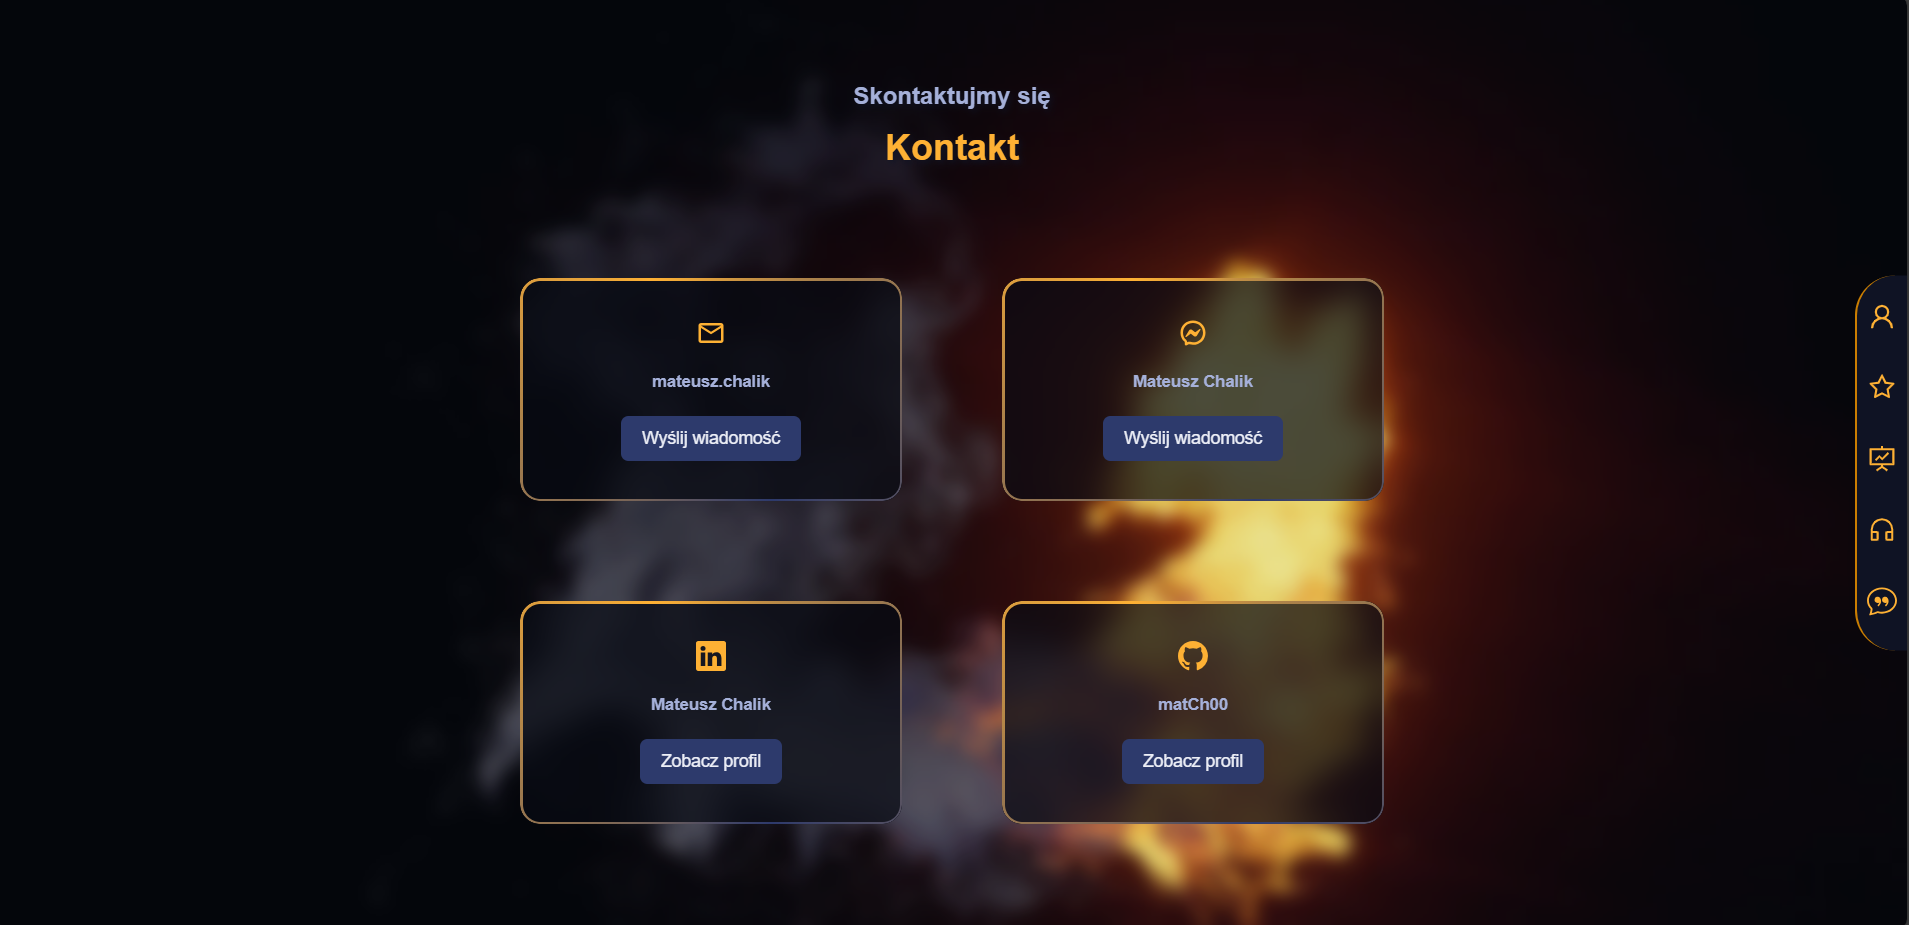 Skontaktujmy się
Kontakt
mateusz.chalik
Wyślij wiadomość
Mateusz Chalik
Wyślij wiadomość
Mateusz Chalik
Zobacz profil
matCh00
Zobacz profil